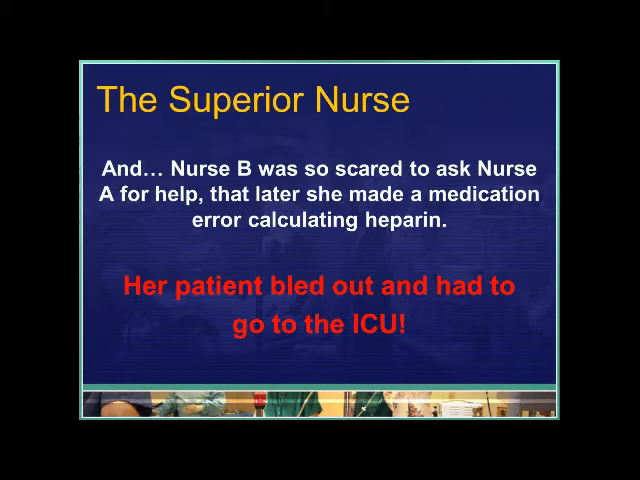 The Superior Nurse
And… Nurse B was so scared to ask Nurse
A for help, that later she made a medication
error calculating heparin.
Her patient bled out and had to
go to the ICU!